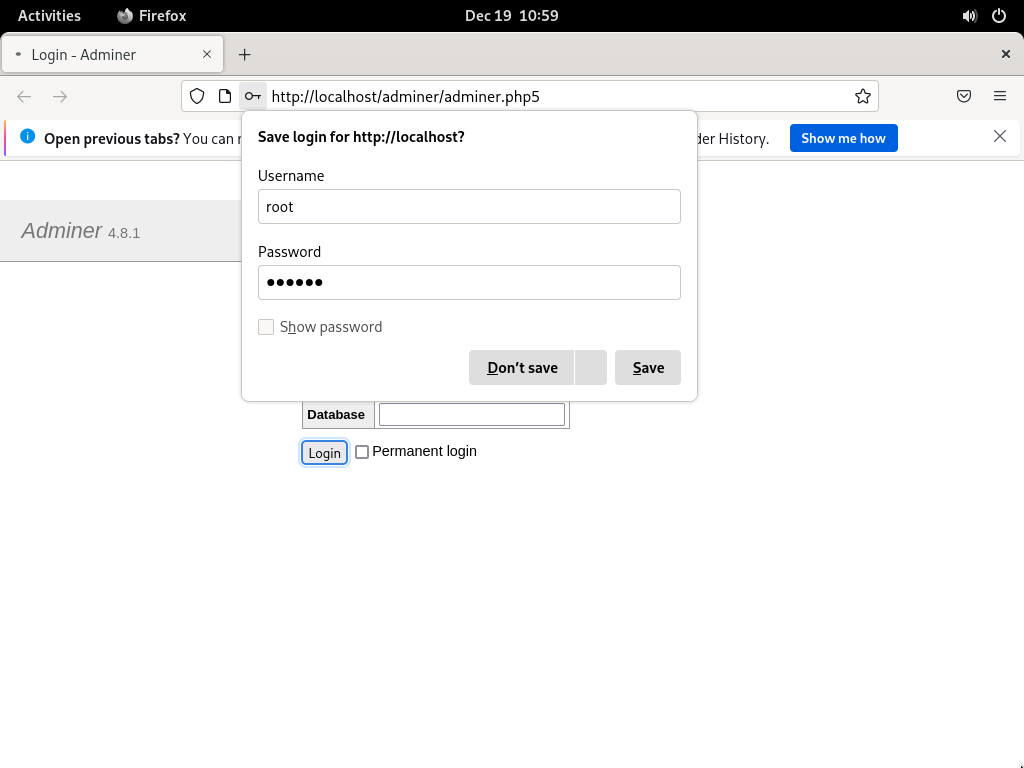 Activities Firefox Dec 19 10:59
Login - Adminer
http://localhost/adminer/adminer.php5
Open previous tabs? You can r
der History.
Show me how
Save login for http://localhost?
Username
root
Password
●●●●●●
Show password
Don't save
Save
Adminer 4.8.1
Database
Login
Permanent login